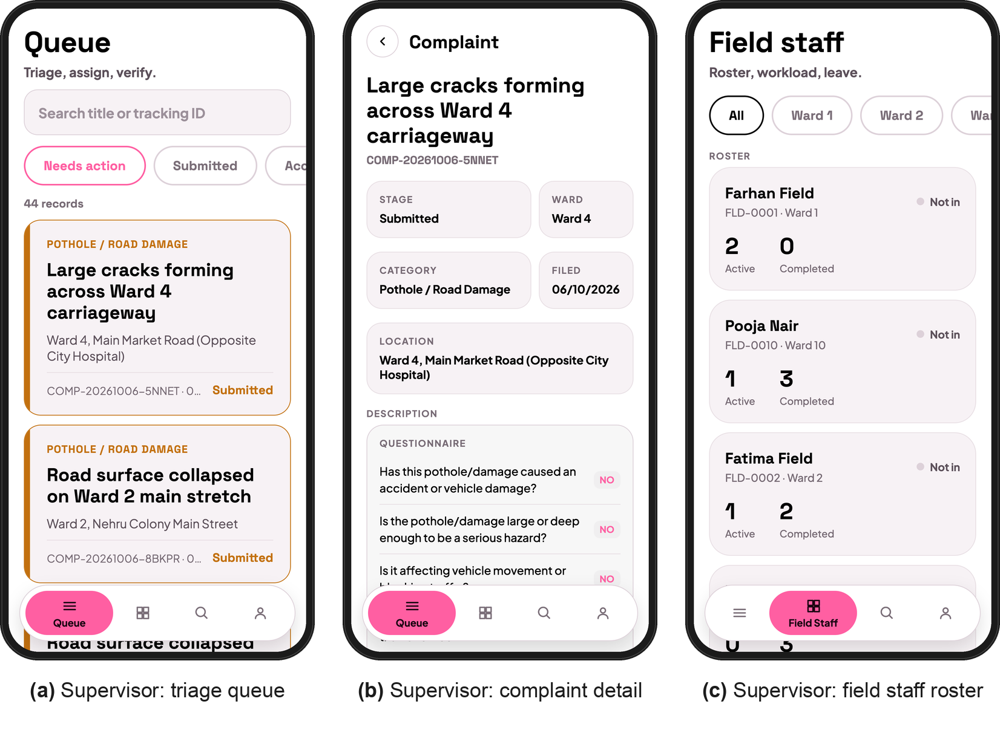 Queue
Triage, assign, verify.
Search title or tracking ID
Needs action
Submitted
Acc
44 records
POTHOLE / ROAD DAMAGE
Large cracks forming
across Ward 4
carriageway
Ward 4, Main Market Road (Opposite
City Hospital)
COMP-20261006-5NNET · 0...
Submitted
POTHOLE / ROAD DAMAGE
Road surface collapsed
on Ward 2 main stretch
Ward 2, Nehru Colony Main Street
COMP-20261006-8BKPR · 0...
Submitted
Queue
Road surface collapsed
(a) Supervisor: triage queue
Complaint
Large cracks forming
across Ward 4
carriageway
COMP-20261006-5NNET
STAGE
Submitted
WARD
Ward 4
CATEGORY
Pothole / Road Damage
FILED
06/10/2026
LOCATION
Ward 4, Main Market Road (Opposite City
Hospital)
DESCRIPTION
QUESTIONNAIRE
Has this pothole/damage caused an
accident or vehicle damage?
NO
Is the pothole/damage large or deep
enough to be a serious hazard?
NO
Is it affecting vehicle movement or
NO
Queue
(b) Supervisor: complaint detail
Field staff
Roster, workload, leave.
All
Ward 1
Ward 2
War
ROSTER
Farhan Field
FLD-0001 · Ward 1
Not in
2
Active
0
Completed
Pooja Nair
FLD-0010 · Ward 10
Not in
1
Active
3
Completed
Fatima Field
FLD-0002 · Ward 2
Not in
1
Active
2
Completed
Field Staff
0
3
(c) Supervisor: field staff roster